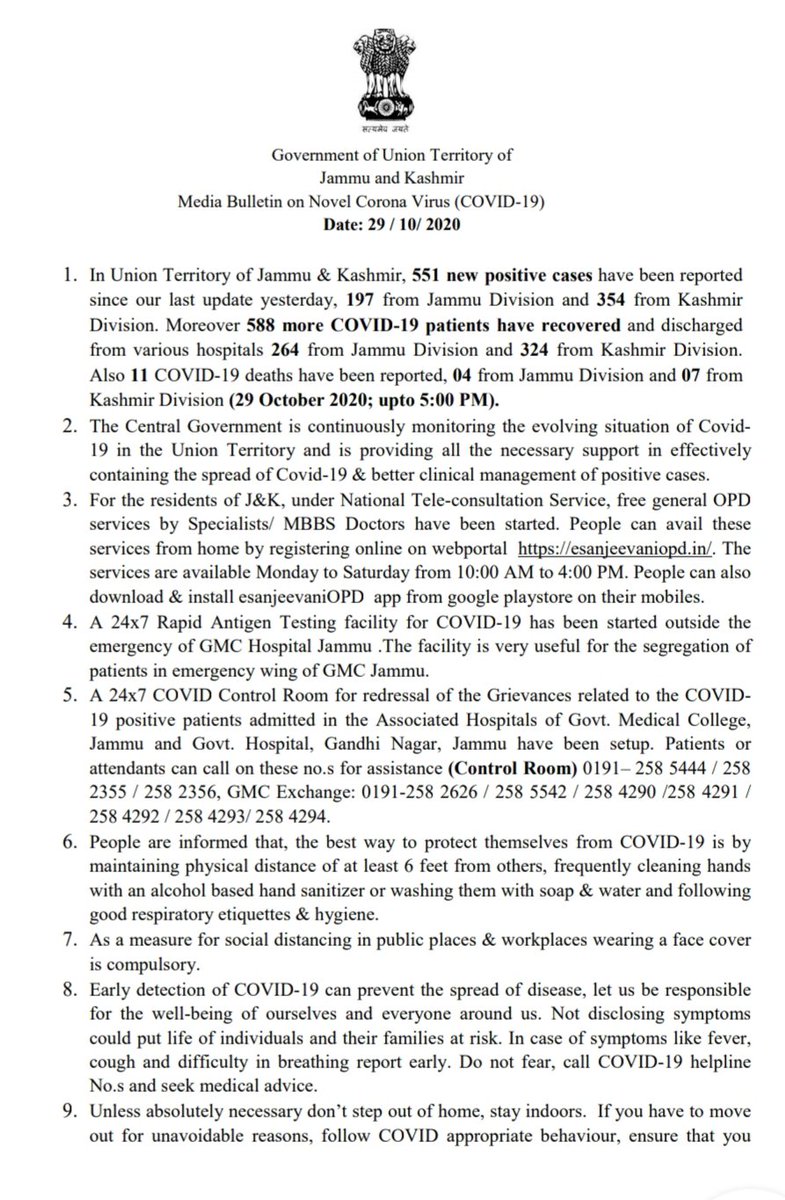 सत्यमेव जयते
Government of Union Territory of
Jammu and Kashmir
Media Bulletin on Novel Corona Virus (COVID-19)
Date: 29 / 10/ 2020
1. In Union Territory of Jammu & Kashmir, 551 new positive cases have been reported
since our last update yesterday, 197 from Jammu Division and 354 from Kashmir
Division. Moreover 588 more COVID-19 patients have recovered and discharged
from various hospitals 264 from Jammu Division and 324 from Kashmir Division.
Also 11 COVID-19 deaths have been reported, 04 from Jammu Division and 07 from
Kashmir Division (29 October 2020; upto 5:00 PM).
2. The Central Government is continuously monitoring the evolving situation of Covid-
19 in the Union Territory and is providing all the necessary support in effectively
containing the spread of Covid-19 & better clinical management of positive cases.
3. For the residents of J&K, under National Tele-consultation Service, free general OPD
services by Specialists/ MBBS Doctors have been started. People can avail these
services from home by registering online on webportal https://esanjeevaniopd.in/. The
services are available Monday to Saturday from 10:00 AM to 4:00 PM. People can also
download & install esanjeevaniOPD app from google playstore on their mobiles.
4. A 24x7 Rapid Antigen Testing facility for COVID-19 has been started outside the
emergency of GMC Hospital Jammu .The facility is very useful for the segregation of
patients in emergency wing of GMC Jammu.
5. A 24x7 COVID Control Room for redressal of the Grievances related to the COVID-
19 positive patients admitted in the Associated Hospitals of Govt. Medical College,
Jammu and Govt. Hospital, Gandhi Nagar, Jammu have been setup. Patients or
attendants can call on these no.s for assistance (Control Room) 0191– 258 5444 / 258
2355 / 258 2356, GMC Exchange: 0191-258 2626 / 258 5542 / 258 4290 /258 4291 /
258 4292 / 258 4293/ 258 4294.
6. People are informed that, the best way to protect themselves from COVID-19 is by
maintaining physical distance of at least 6 feet from others, frequently cleaning hands
with an alcohol based hand sanitizer or washing them with soap & water and following
good respiratory etiquettes & hygiene.
7. As a measure for social distancing in public places & workplaces wearing a face cover
is compulsory.
8. Early detection of COVID-19 can prevent the spread of disease, let us be responsible
for the well-being of ourselves and everyone around us. Not disclosing symptoms
could put life of individuals and their families at risk. In case of symptoms like fever,
cough and difficulty in breathing report early. Do not fear, call COVID-19 helpline
No.s and seek medical advice.
9. Unless absolutely necessary don’t step out of home, stay indoors. If you have to move
out for unavoidable reasons, follow COVID appropriate behaviour, ensure that you